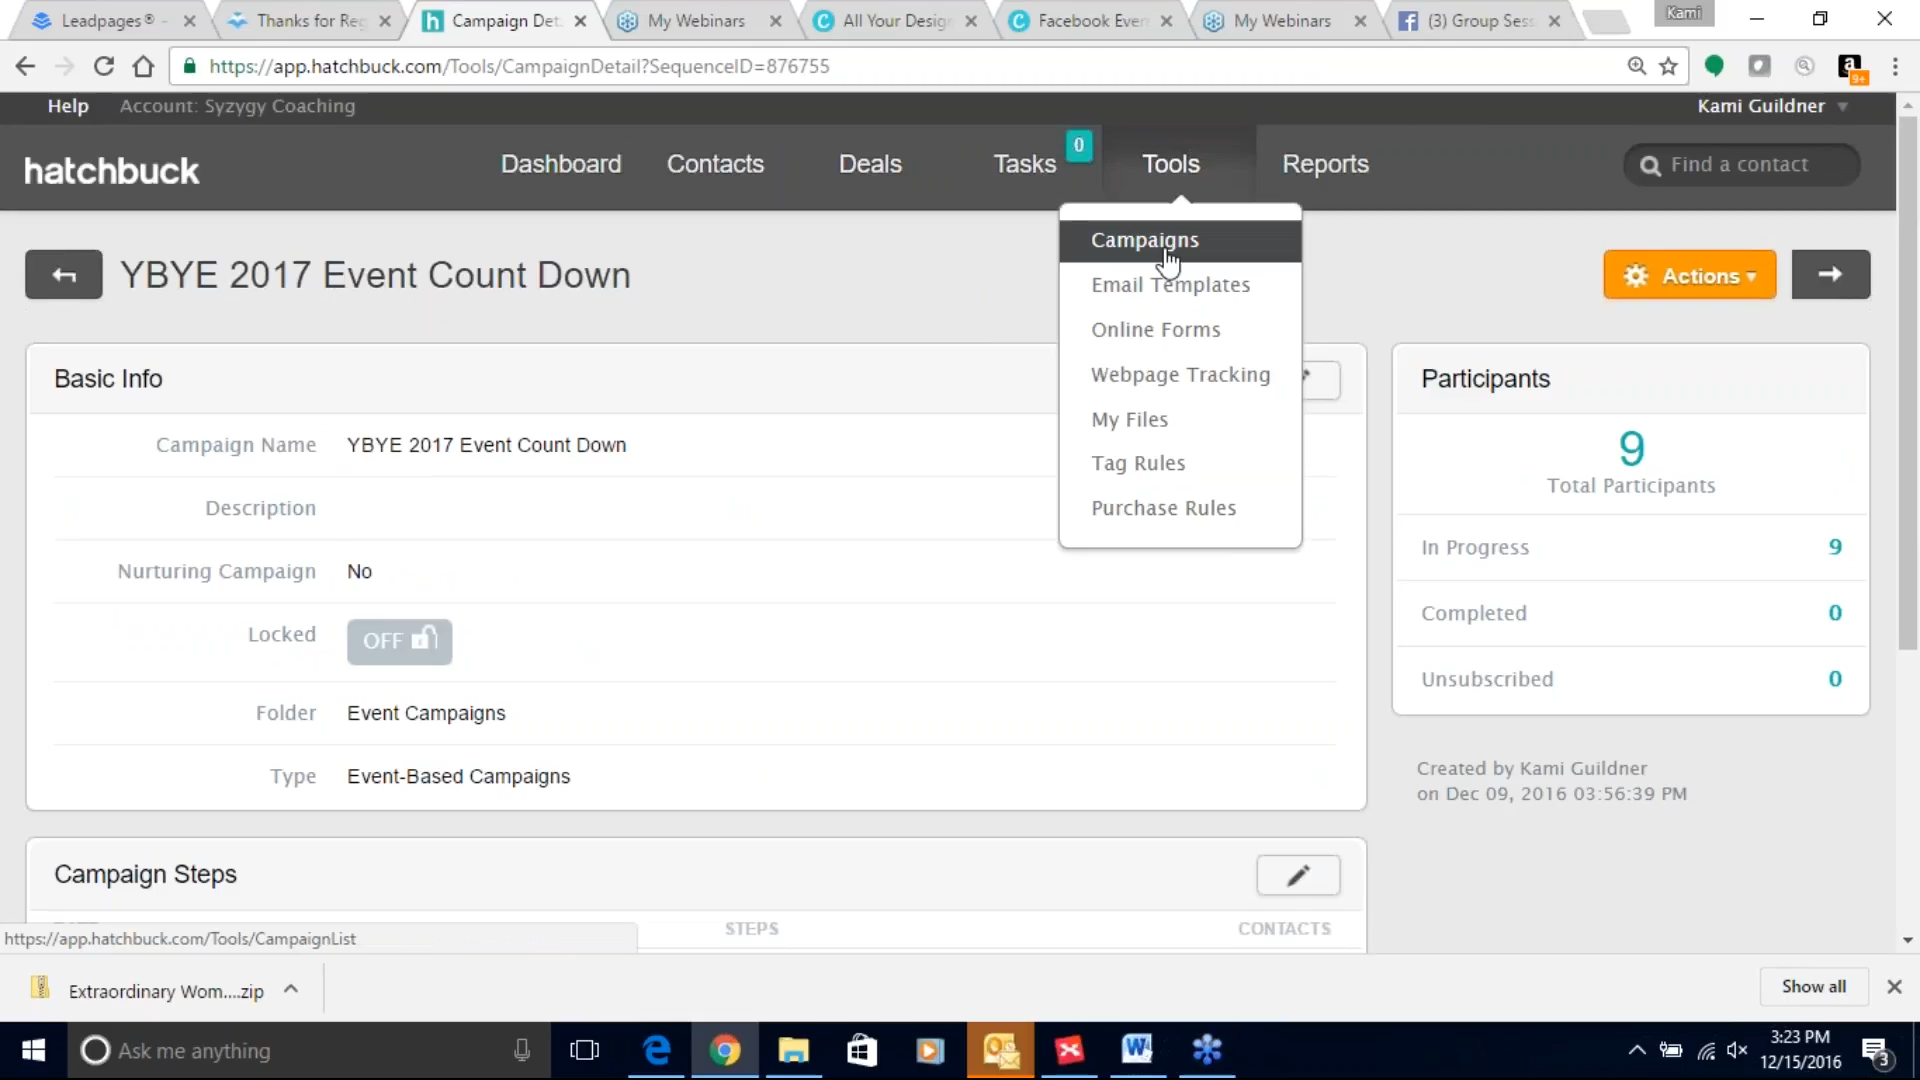 Leadpages® -
Thanks for Reg
Campaign Deta
My Webinars
All Your Design
Facebook Even
My Webinars
(3) Group Sess
Kami
https://app.hatchbuck.com/Tools/CampaignDetail?SequenceID=876755
a
9+
Help
Account: Syzygy Coaching
Kami Guildner
hatchbuck
Dashboard
Contacts
Deals
Tasks
0
Tools
Reports
Find a contact
Campaigns
Email Templates
Online Forms
Webpage Tracking
My Files
Tag Rules
Purchase Rules
YBYE 2017 Event Count Down
Actions
Basic Info
Campaign Name YBYE 2017 Event Count Down
Description
Nurturing Campaign No
Locked OFF
Folder Event Campaigns
Type Event-Based Campaigns
Participants
9
Total Participants
In Progress 9
Completed 0
Unsubscribed 0
Created by Kami Guildner
on Dec 09, 2016 03:56:39 PM
Campaign Steps
STEPS CONTACTS
https://app.hatchbuck.com/Tools/CampaignList
Extraordinary Wom....zip
Show all
Ask me anything
3:23 PM
12/15/2016
3